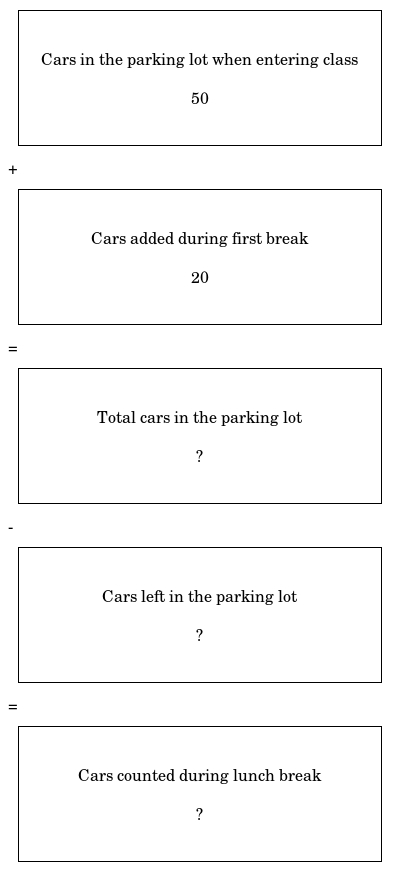 Cars in the parking lot when entering class
50
+
Cars added during first break
20
=
Total cars in the parking lot
?
-
Cars left in the parking lot
?
=
Cars counted during lunch break
?